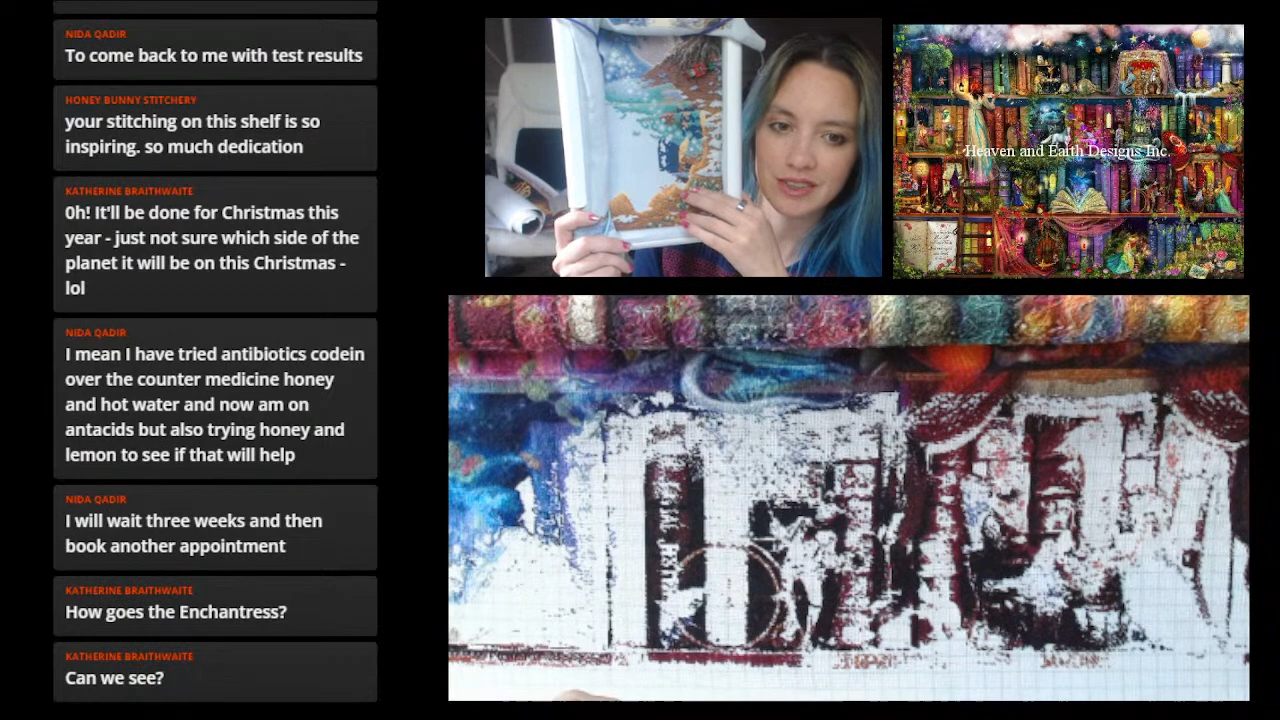 NIDA QADIR
To come back to me with test results
HONEY BUNNY STITCHERY
your stitching on this shelf is so
inspiring. so much dedication
KATHERINE BRAITHWAITE
0h! It'll be done for Christmas this
year - just not sure which side of the
planet it will be on this Christmas -
lol
NIDA QADIR
I mean I have tried antibiotics codein
over the counter medicine honey
and hot water and now am on
antacids but also trying honey and
lemon to see if that will help
NIDA QADIR
I will wait three weeks and then
book another appointment
KATHERINE BRAITHWAITE
How goes the Enchantress?
KATHERINE BRAITHWAITE
Can we see?
Heaven and Earth Designs Inc